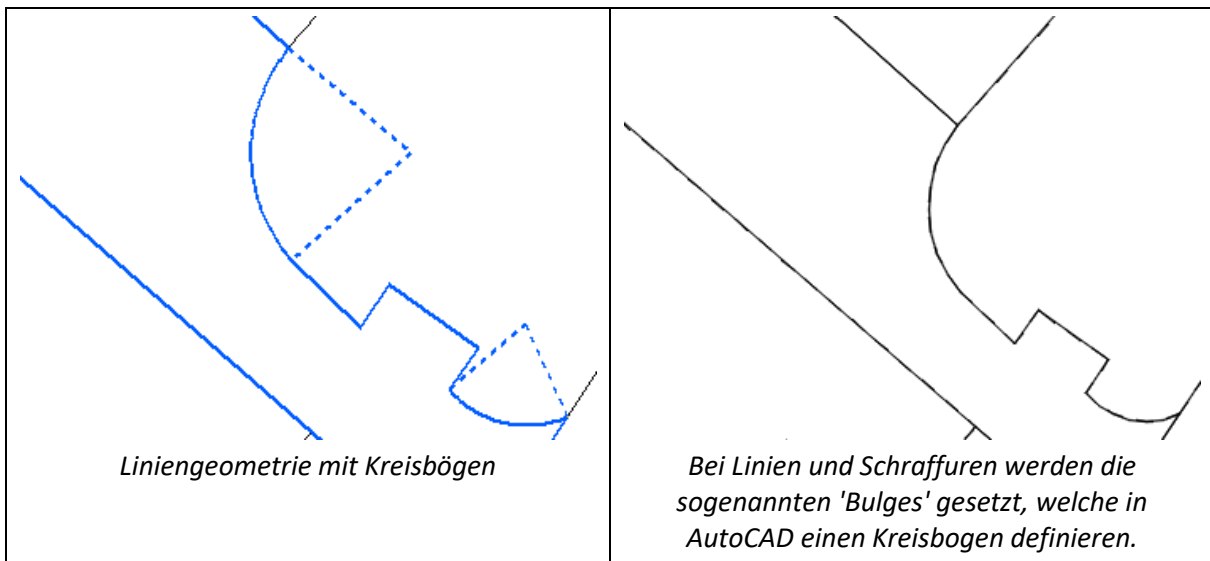 Liniengeometrie mit Kreisbögen
Bei Linien und Schraffuren werden die
sogenannten 'Bulges' gesetzt, welche in
AutoCAD einen Kreisbogen definieren.